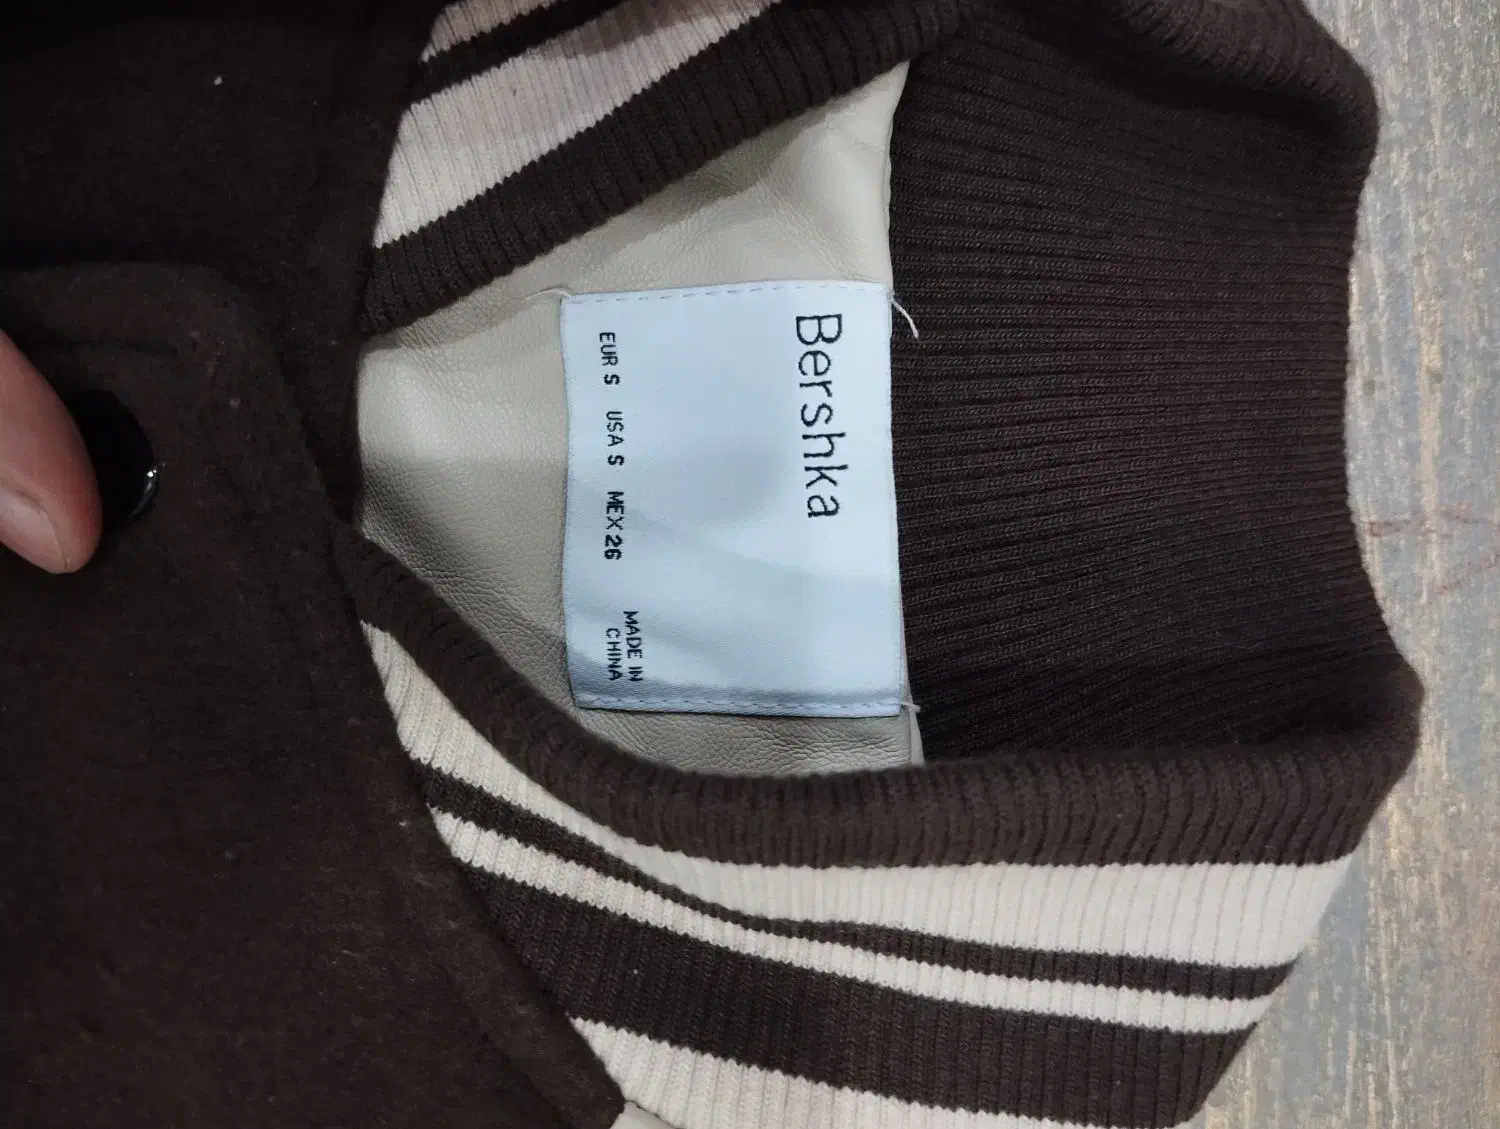 Bershka
EUR S USA S MEX 26 MADE IN
CHINA